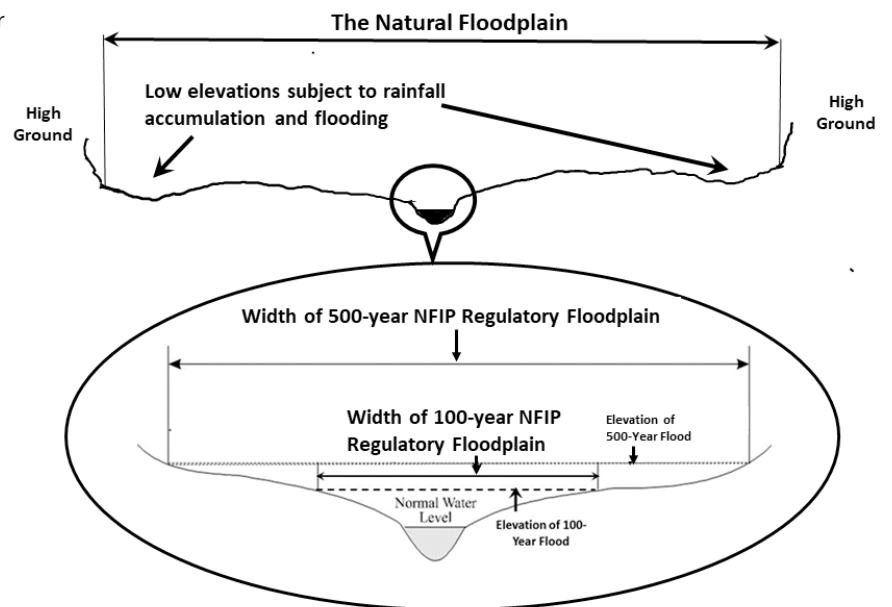 The Natural Floodplain
High
Ground
Low elevations subject to rainfall
accumulation and flooding
High
Ground
Width of 500-year NFIP Regulatory Floodplain
Width of 100-year NFIP
Regulatory Floodplain
Elevation of
500-Year Flood
Normal Water
Level
Elevation of 100-
Year Flood